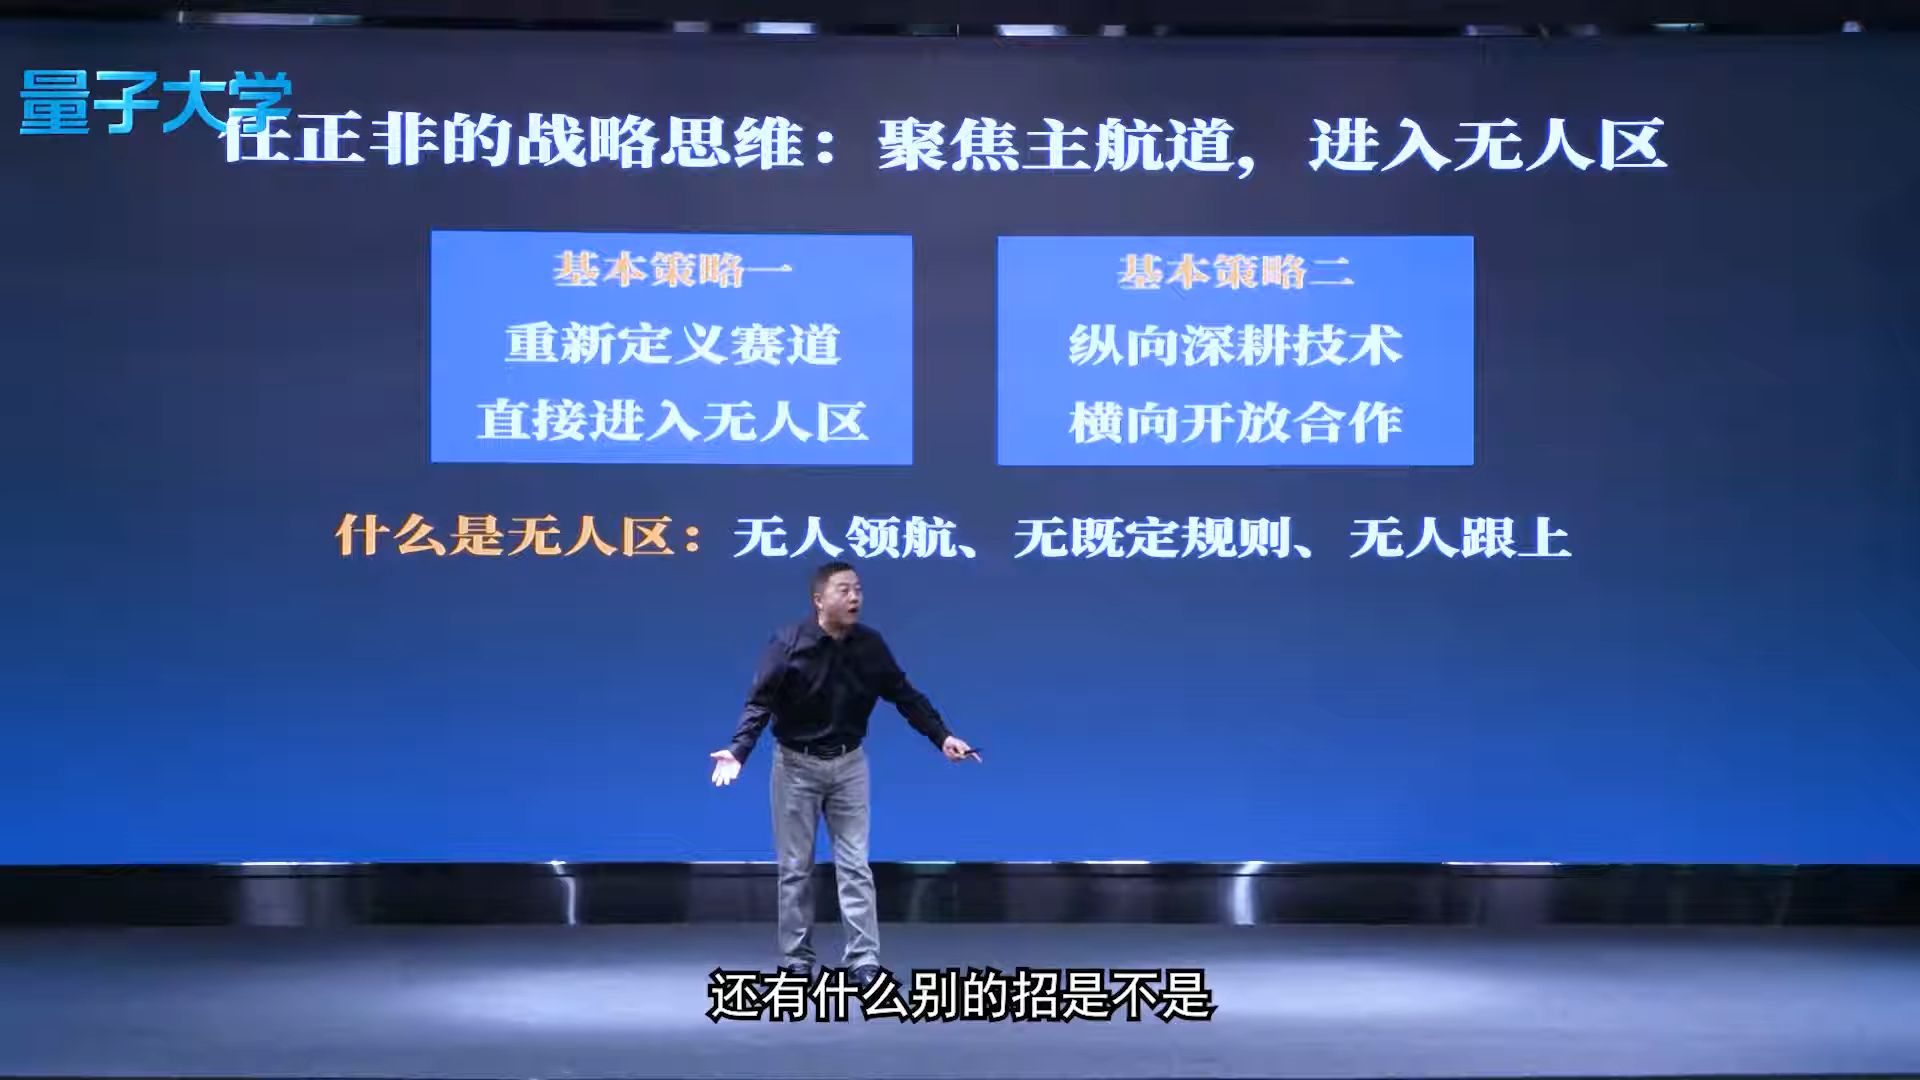 量子大学
任正非的战略思维：聚焦主航道，进入无人区
基本策略一
重新定义赛道
直接进入无人区
基本策略二
纵向深耕技术
横向开放合作
什么是无人区：无人领航、无既定规则、无人跟上
还有什么别的招是不是